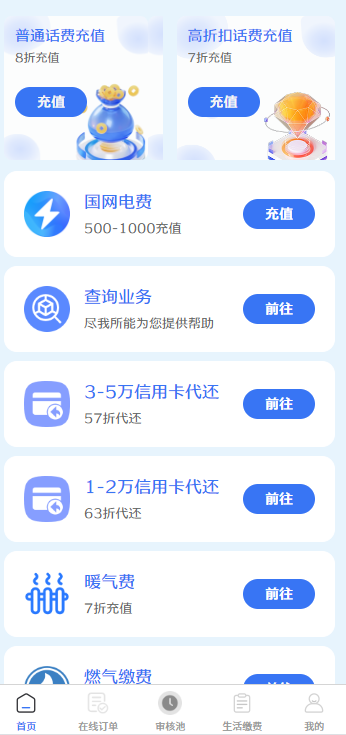 普通话费充值
8折充值
充值
高折扣话费充值
7折充值
充值
国网电费
500-1000充值
充值
查询业务
尽我所能为您提供帮助
前往
3-5万信用卡代还
57折代还
前往
1-2万信用卡代还
63折代还
前往
暖气费
7折充值
前往
燃气缴费
首页
在线订单
审核池
生活缴费
我的